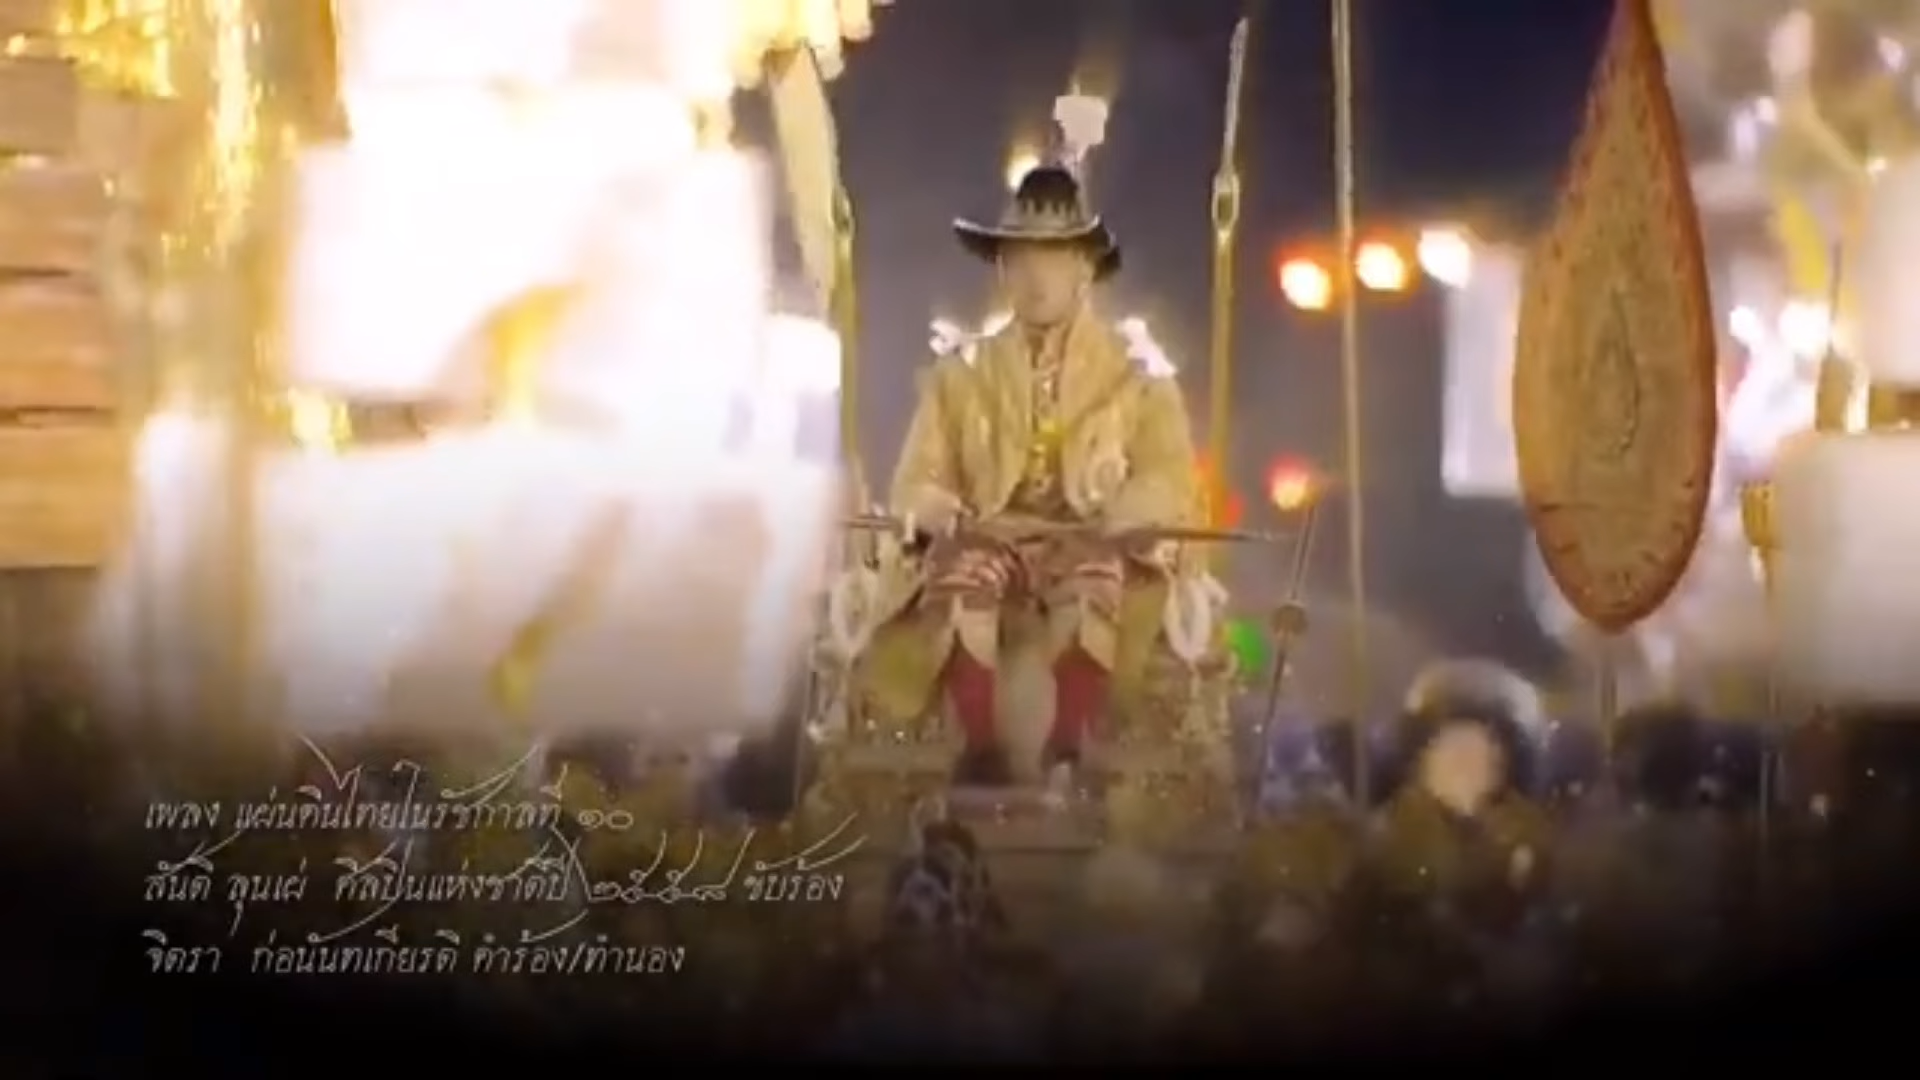 เพลง แผ่นดินไทยในรัชกาลที่ ๑๐
สันติ ลุนเผ่ ศิลปินแห่งชาติปี ๒๕๕๘ ขับร้อง
จิตรา ก่อนันทเกียรติ คำร้อง/ทำนอง